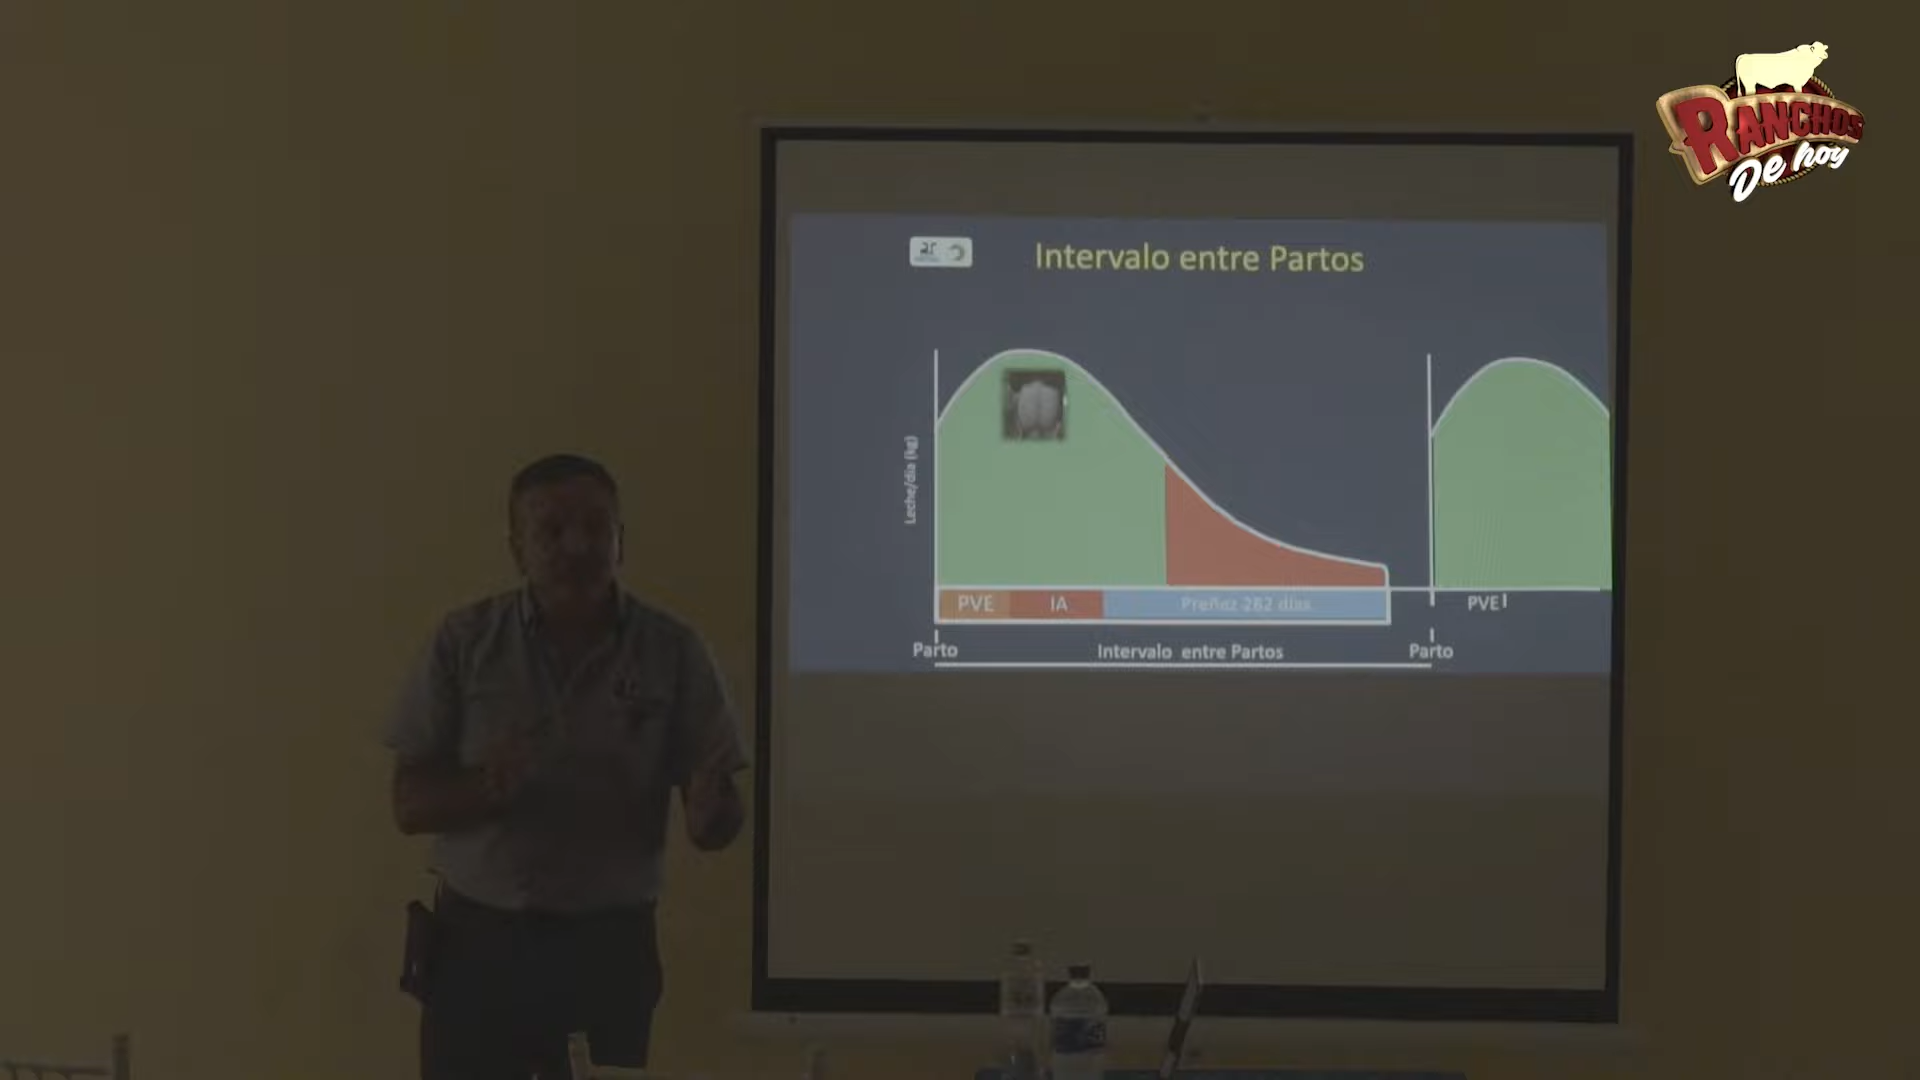 RANCHOS
De hoy
Intervalo entre Partos
Leche/día (kg)
PVE
IA
Preñez 282 días
PVE
Parto
Intervalo entre Partos
Parto